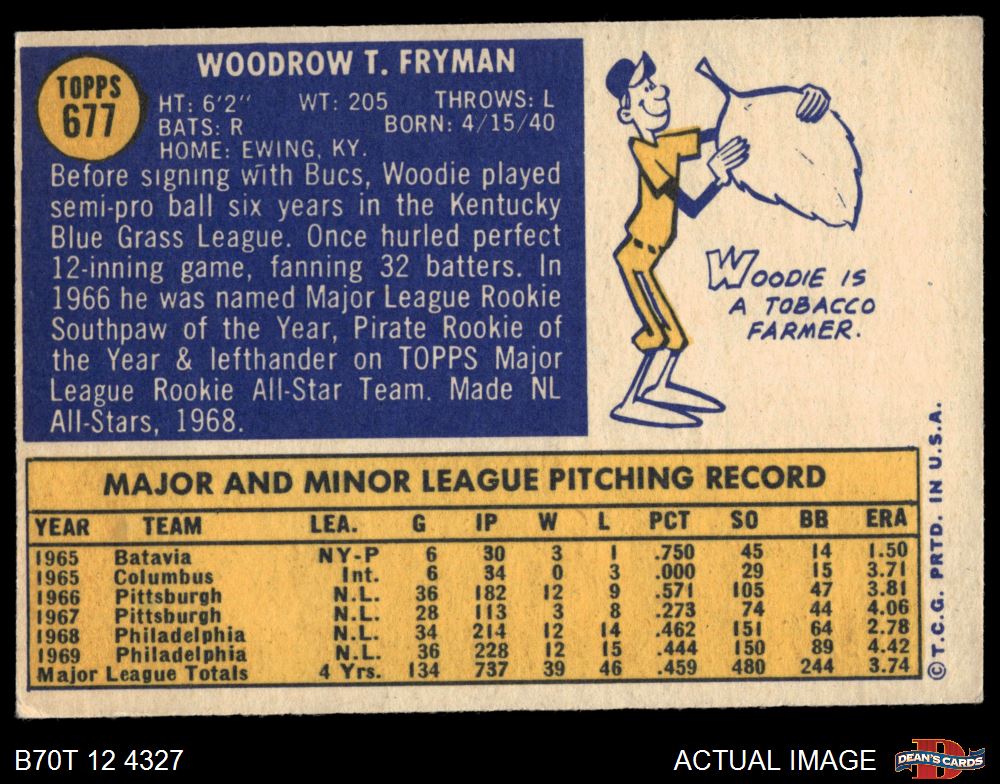 TOPPS
677
WOODROW T. FRYMAN
HT: 6'2" WT: 205 THROWS: L
BATS: R BORN: 4/15/40
HOME: EWING, KY.
Before signing with Bucs, Woodie played
semi-pro ball six years in the Kentucky
Blue Grass League. Once hurled perfect
12-inning game, fanning 32 batters. In
1966 he was named Major League Rookie
Southpaw of the Year, Pirate Rookie of
the Year & lefthander on TOPPS Major
League Rookie All-Star Team. Made NL
All-Stars, 1968.
WOODIE IS
A TOBACCO
FARMER.
MAJOR AND MINOR LEAGUE PITCHING RECORD
YEAR TEAM LEA. G IP W L PCT SO BB ERA
1965 Batavia NY-P 6 30 3 1 .750 45 14 1.50
1965 Columbus Int. 6 34 0 3 .000 29 15 3.71
1966 Pittsburgh N.L. 36 182 12 9 .571 105 47 3.81
1967 Pittsburgh N.L. 28 113 3 8 .273 74 44 4.06
1968 Philadelphia N.L. 34 214 12 14 .462 151 64 2.78
1969 Philadelphia N.L. 36 228 12 15 .444 150 89 4.42
Major League Totals 4 Yrs. 134 737 39 46 .459 480 244 3.74
© T.C.G. PRTD. IN U.S.A.
B70T 12 4327
ACTUAL IMAGE
DEAN'S CARDS